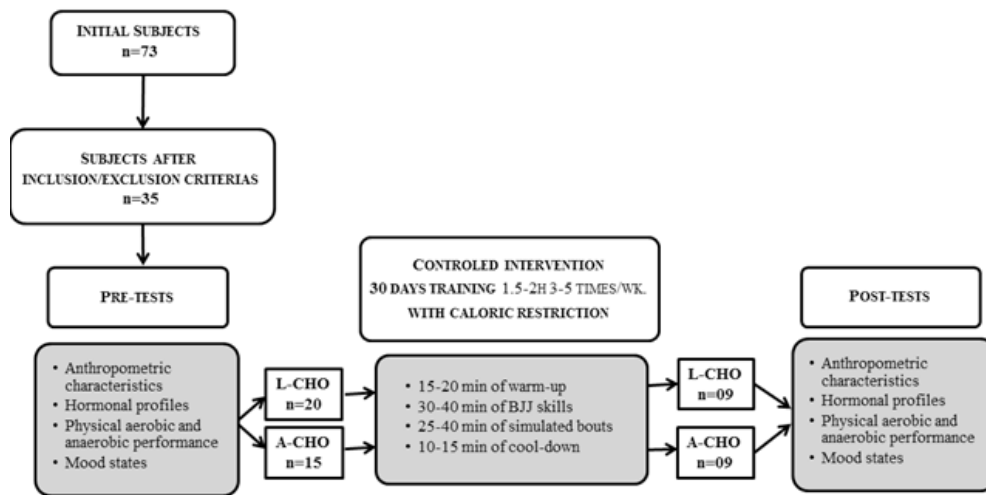 INITIAL SUBJECTS
n=73
SUBJECTS AFTER
INCLUSION/EXCLUSION CRITERIAS
n=35
PRE-TESTS
• Anthropometric
characteristics
• Hormonal profiles
• Physical aerobic and
anaerobic performance
• Mood states
L-CHO
n=20
A-CHO
n=15
CONTROLED INTERVENTION
30 DAYS TRAINING 1.5-2H 3-5 TIMES/WK.
WITH CALORIC RESTRICTION
• 15-20 min of warm-up
• 30-40 min of BJJ skills
• 25-40 min of simulated bouts
• 10-15 min of cool-down
L-CHO
n=09
A-CHO
n=09
POST-TESTS
• Anthropometric
characteristics
• Hormonal profiles
• Physical aerobic and
anaerobic performance
• Mood states